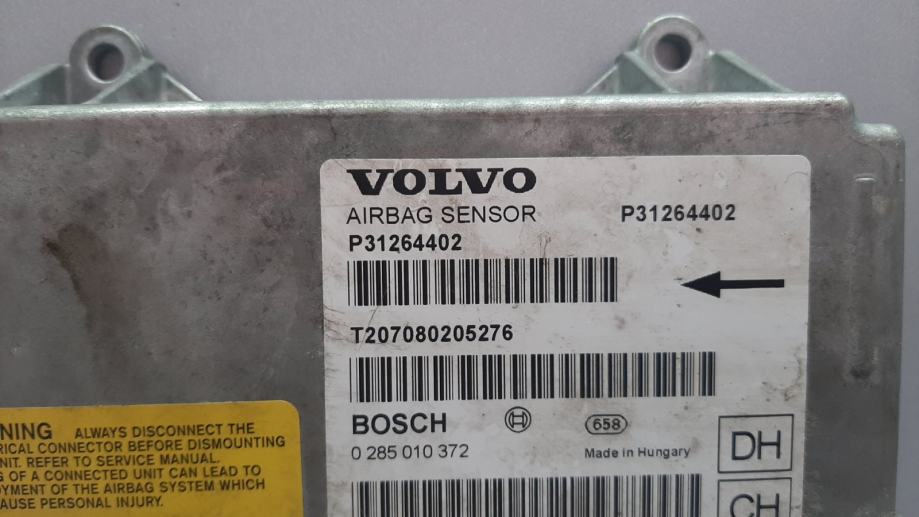 VOLVO
AIRBAG SENSOR P31264402
P31264402
T207080205276
BOSCH 658
0 285 010 372 Made in Hungary
DH
CH
NING ALWAYS DISCONNECT THE
RICAL CONNECTOR BEFORE DISMOUNTING
NIT. REFER TO SERVICE MANUAL.
G OF A CONNECTED UNIT CAN LEAD TO
OYMENT OF THE AIRBAG SYSTEM WHICH
AUSE PERSONAL INJURY.